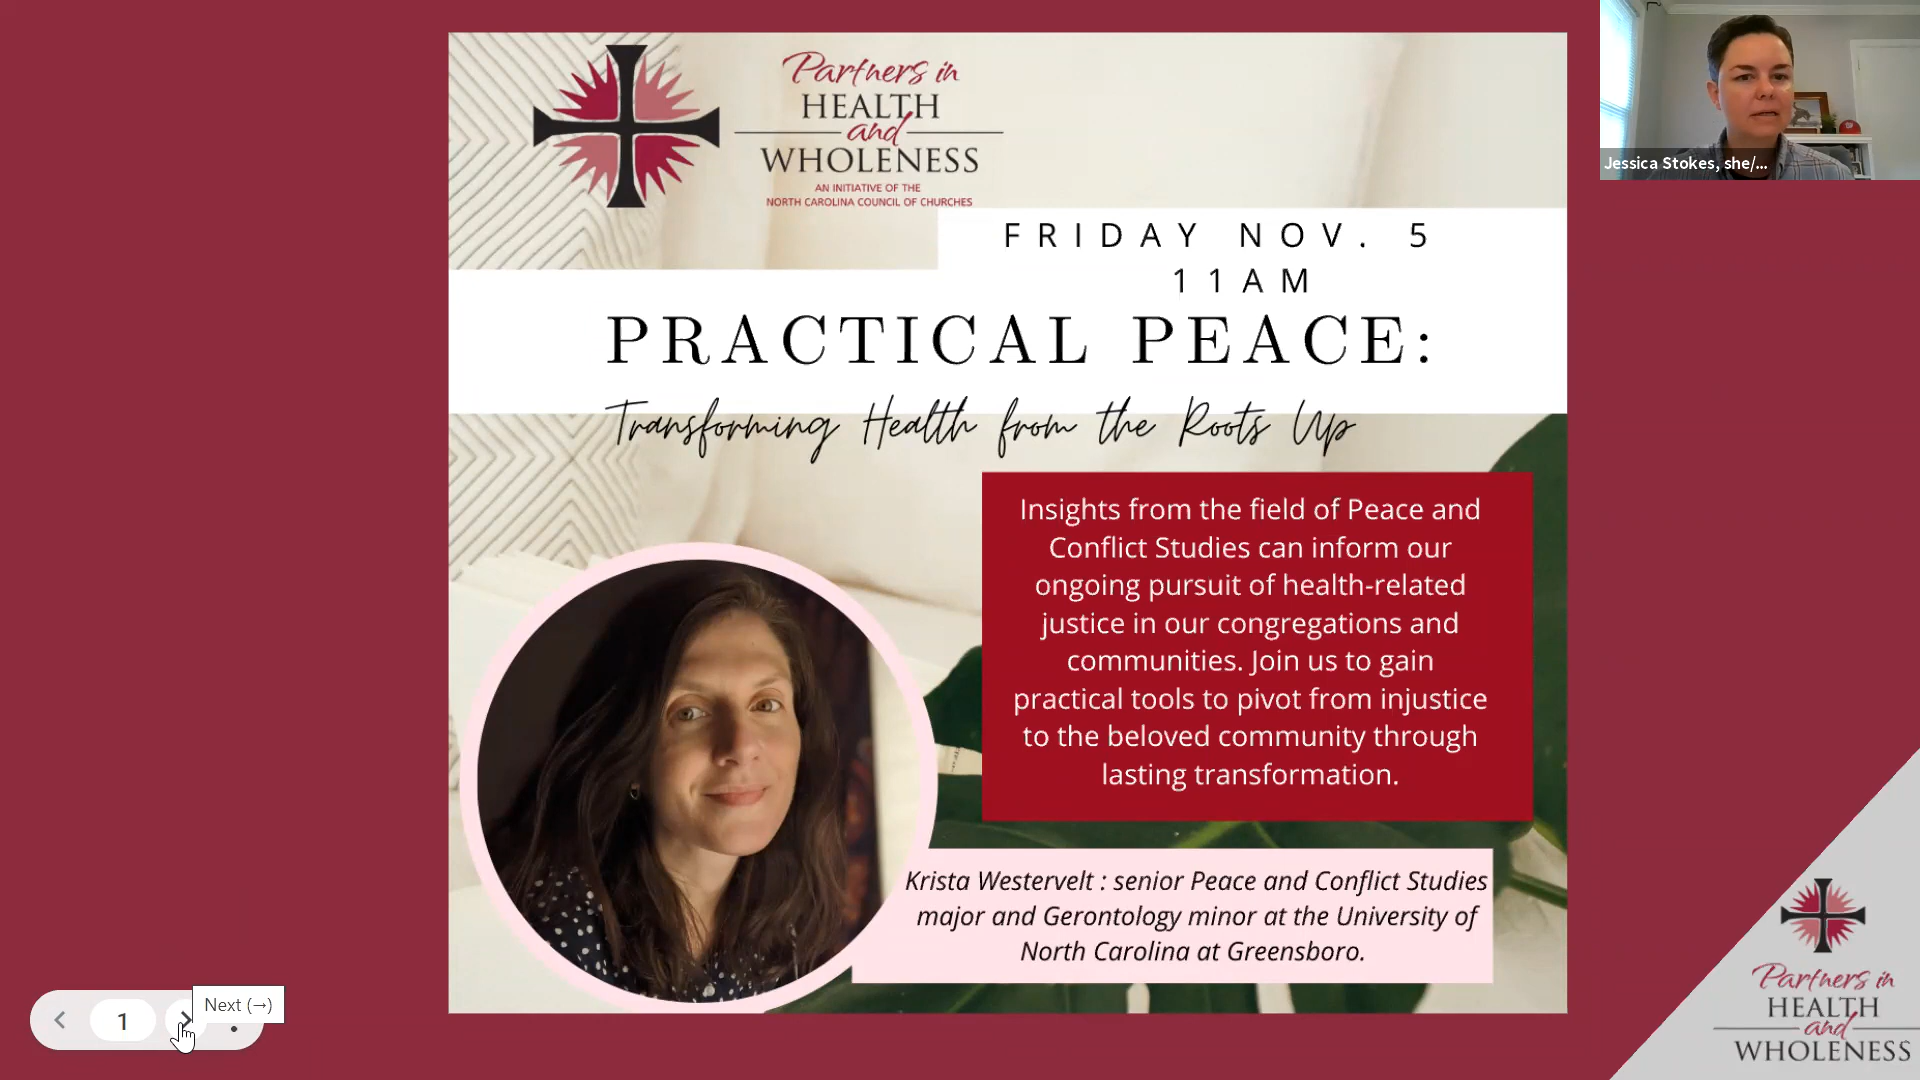 Partners in
HEALTH
and
WHOLENESS
AN INITIATIVE OF THE
NORTH CAROLINA COUNCIL OF CHURCHES
FRIDAY NOV. 5
11AM
PRACTICAL PEACE:
Transforming Health from the Roots Up
Insights from the field of Peace and
Conflict Studies can inform our
ongoing pursuit of health-related
justice in our congregations and
communities. Join us to gain
practical tools to pivot from injustice
to the beloved community through
lasting transformation.
Krista Westervelt : senior Peace and Conflict Studies
major and Gerontology minor at the University of
North Carolina at Greensboro.
Jessica Stokes, she/...
Next (→)
1
Partners in
HEALTH
and
WHOLENESS